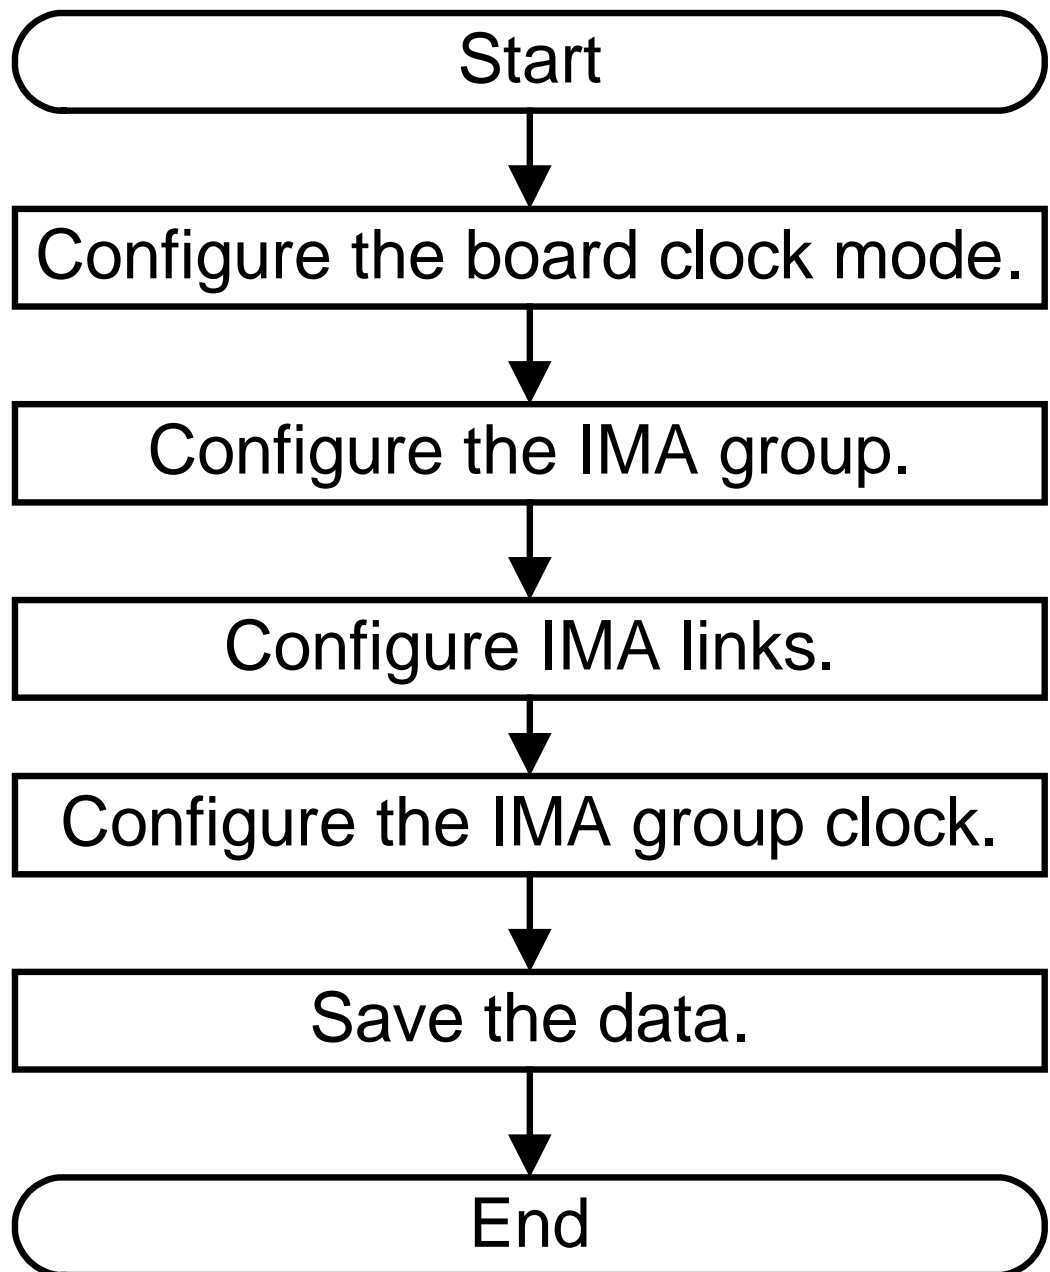 Start
Configure the board clock mode.
Configure the IMA group.
Configure IMA links.
Configure the IMA group clock.
Save the data.
End